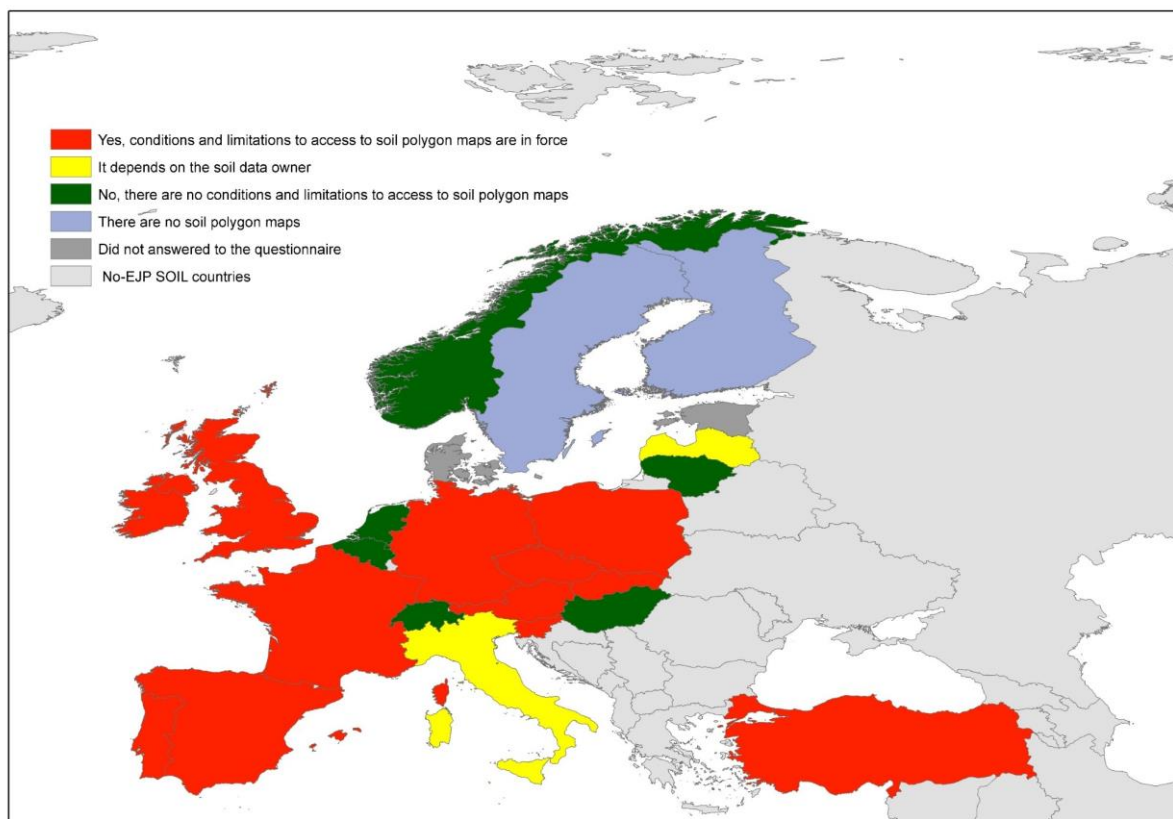 Yes, conditions and limitations to access to soil polygon maps are in force
It depends on the soil data owner
No, there are no conditions and limitations to access to soil polygon maps
There are no soil polygon maps
Did not answered to the questionnaire
No-EJP SOIL countries